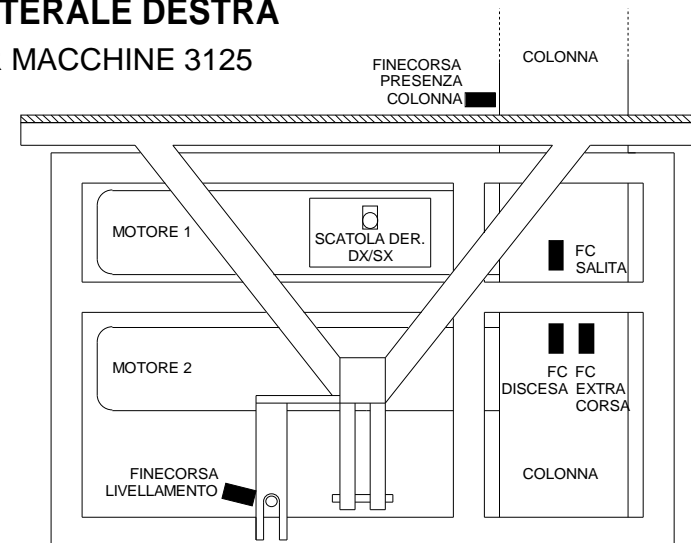 TERALE DESTRA
MACCHINE 3125
FINECORSA
PRESENZA
COLONNA
COLONNA
MOTORE 1
SCATOLA DER.
DX/SX
FC
SALITA
MOTORE 2
FC
DISCESA
FC
EXTRA
CORSA
FINECORSA
LIVELLAMENTO
COLONNA